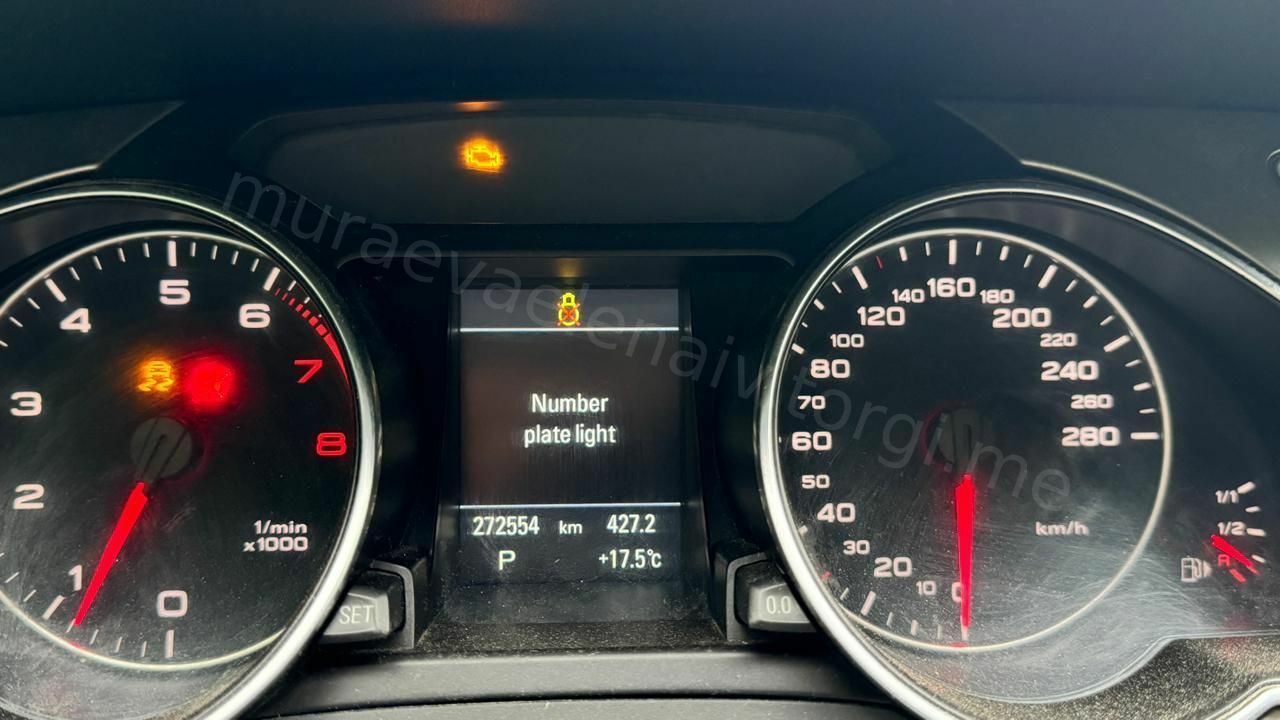 muraevaelenaiv.torgi.me
5
4
6
3
7
2
8
1
0
1/min
x1000
SET
Number
plate light
272554 km 427.2
P +17.5°c
0.0
160
140 180
120 200
100 220
80 240
70 260
60 280
50
40
30
20
10
0
km/h
1/1
1/2
R